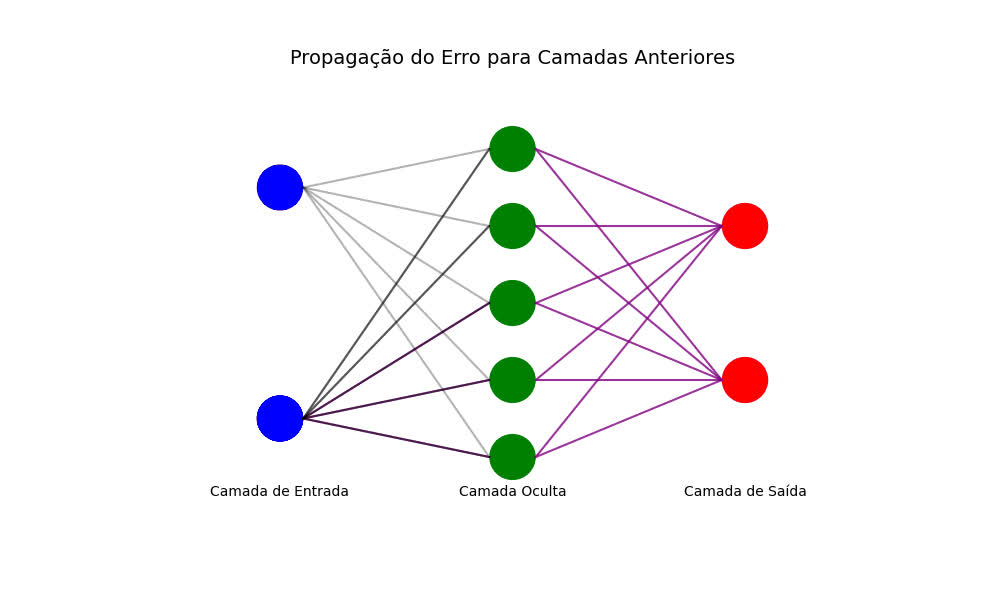 Propagação do Erro para Camadas Anteriores
Camada de Entrada
Camada Oculta
Camada de Saída